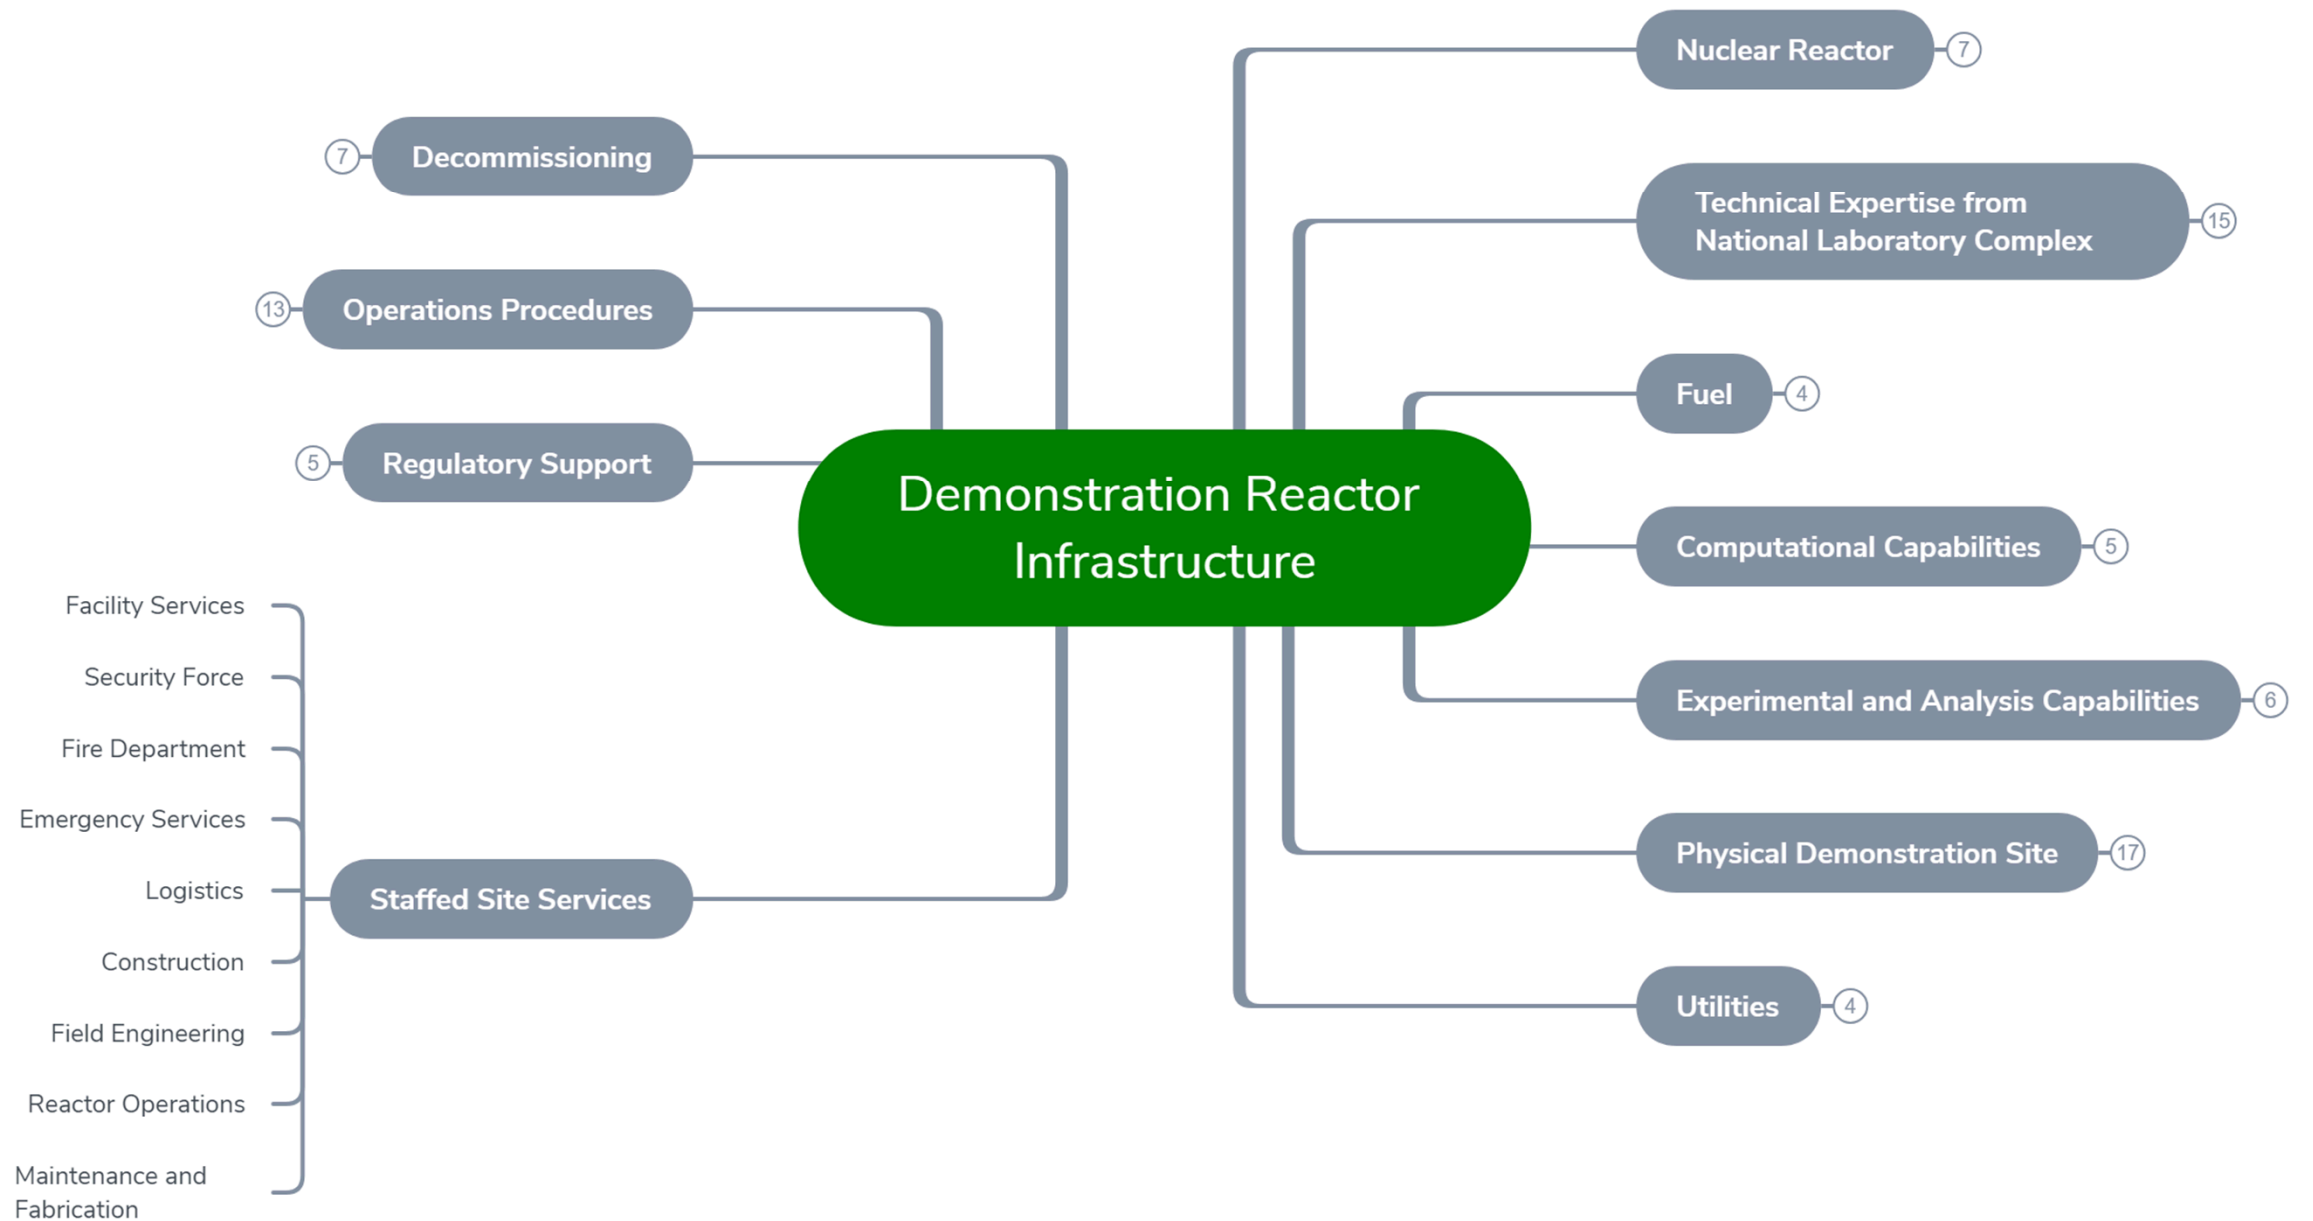 Demonstration Reactor
Infrastructure
Nuclear Reactor
7
Technical Expertise from
National Laboratory Complex
15
Fuel
4
Computational Capabilities
5
Experimental and Analysis Capabilities
6
Physical Demonstration Site
17
Utilities
4
7
Decommissioning
13
Operations Procedures
5
Regulatory Support
Staffed Site Services
Facility Services
Security Force
Fire Department
Emergency Services
Logistics
Construction
Field Engineering
Reactor Operations
Maintenance and
Fabrication